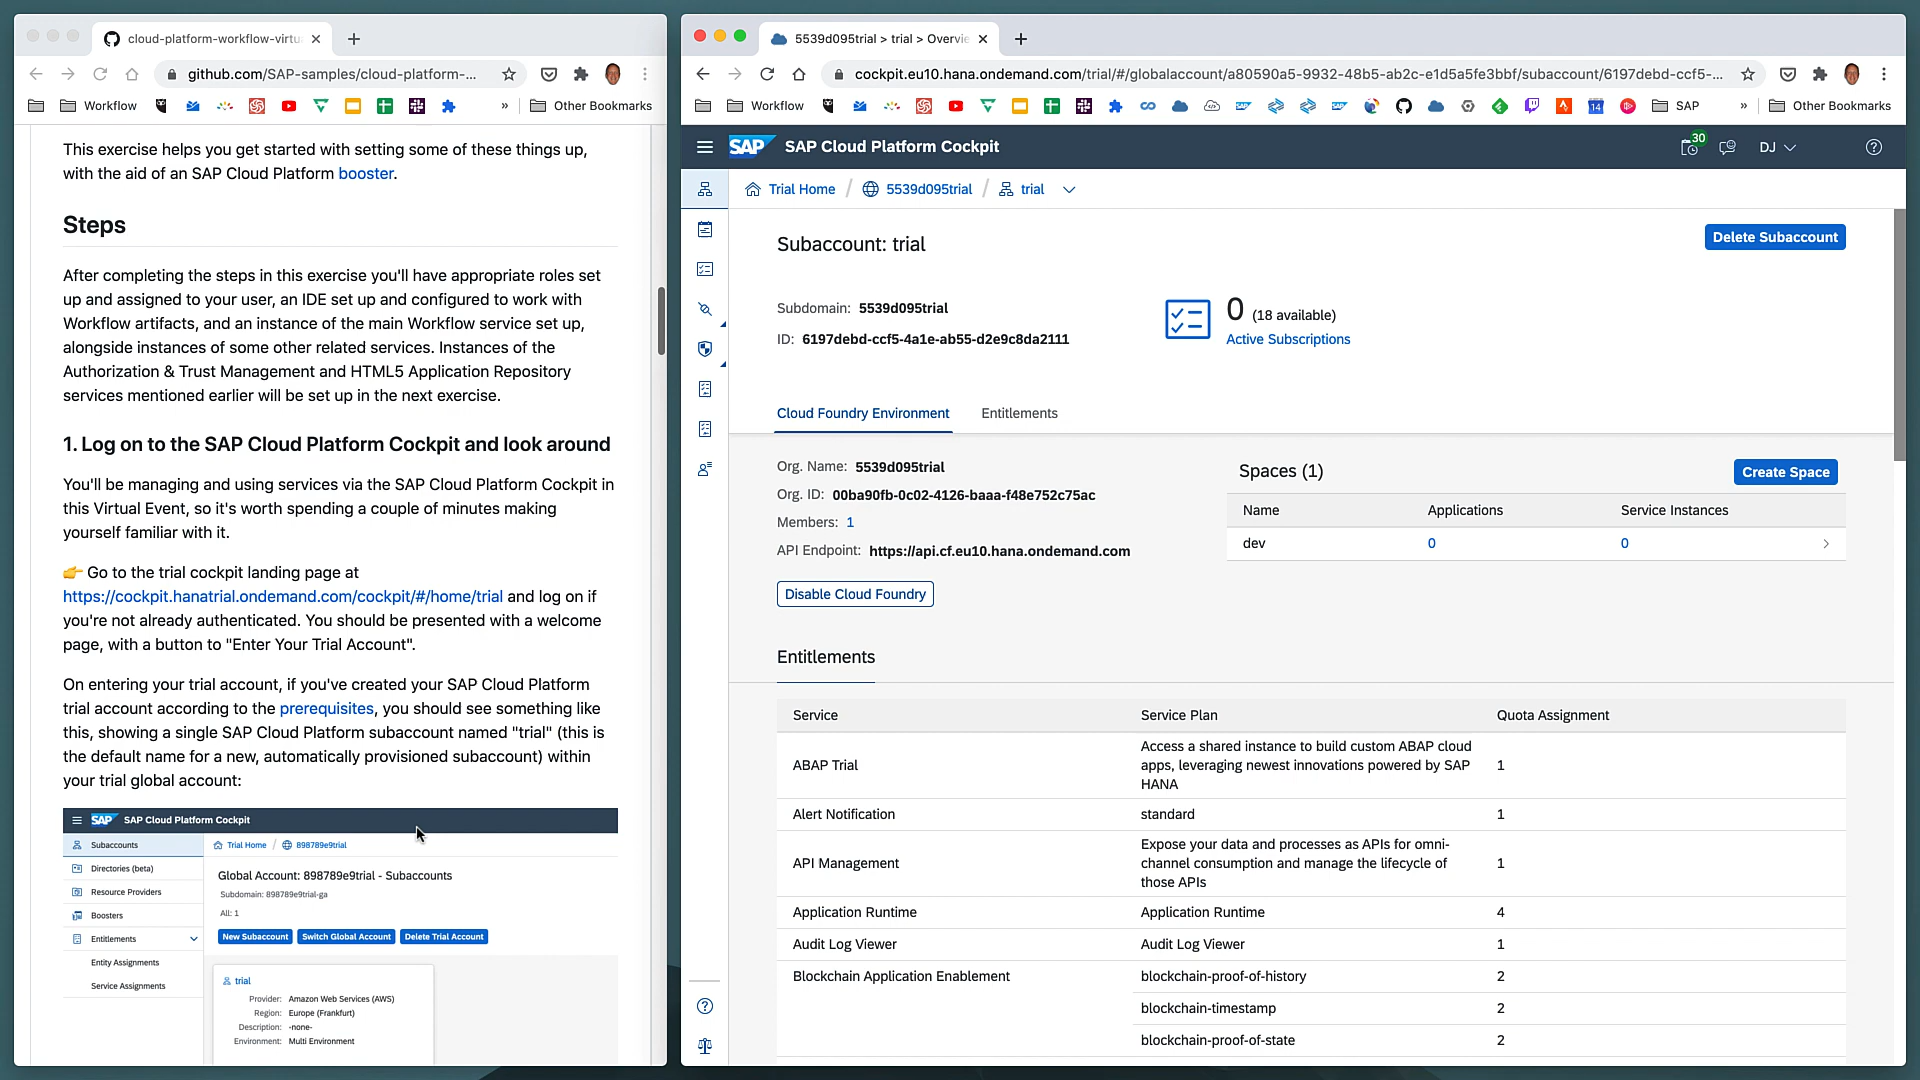 cloud-platform-workflow-virtu
github.com/SAP-samples/cloud-platform-...
Workflow
»
Other Bookmarks
This exercise helps you get started with setting some of these things up,
with the aid of an SAP Cloud Platform booster.
Steps
After completing the steps in this exercise you'll have appropriate roles set
up and assigned to your user, an IDE set up and configured to work with
Workflow artifacts, and an instance of the main Workflow service set up,
alongside instances of some other related services. Instances of the
Authorization & Trust Management and HTML5 Application Repository
services mentioned earlier will be set up in the next exercise.
1. Log on to the SAP Cloud Platform Cockpit and look around
You'll be managing and using services via the SAP Cloud Platform Cockpit in
this Virtual Event, so it's worth spending a couple of minutes making
yourself familiar with it.
👉 Go to the trial cockpit landing page at
https://cockpit.hanatrial.ondemand.com/cockpit/#/home/trial and log on if
you're not already authenticated. You should be presented with a welcome
page, with a button to "Enter Your Trial Account".
On entering your trial account, if you've created your SAP Cloud Platform
trial account according to the prerequisites, you should see something like
this, showing a single SAP Cloud Platform subaccount named "trial" (this is
the default name for a new, automatically provisioned subaccount) within
your trial global account:
SAP SAP Cloud Platform Cockpit
Subaccounts
Directories (beta)
Resource Providers
Boosters
Entitlements
Entity Assignments
Service Assignments
Trial Home / 898789e9trial
Global Account: 898789e9trial - Subaccounts
Subdomain: 898789e9trial-ga
All: 1
New Subaccount Switch Global Account Delete Trial Account
trial
Provider: Amazon Web Services (AWS)
Region: Europe (Frankfurt)
Description: -none-
Environment: Multi Environment
5539d095trial > trial > Overvie
cockpit.eu10.hana.ondemand.com/trial/#/globalaccount/a80590a5-9932-48b5-ab2c-e1d5a5fe3bbf/subaccount/6197debd-ccf5-...
Workflow
14
SAP
»
Other Bookmarks
SAP SAP Cloud Platform Cockpit
30
DJ
Trial Home / 5539d095trial / trial
Subaccount: trial
Delete Subaccount
Subdomain: 5539d095trial
ID: 6197debd-ccf5-4a1e-ab55-d2e9c8da2111
0 (18 available)
Active Subscriptions
Cloud Foundry Environment Entitlements
Org. Name: 5539d095trial
Org. ID: 00ba90fb-0c02-4126-baaa-f48e752c75ac
Members: 1
API Endpoint: https://api.cf.eu10.hana.ondemand.com
Disable Cloud Foundry
Spaces (1)
Create Space
Name Applications Service Instances
dev 0 0
Entitlements
Service Service Plan Quota Assignment
ABAP Trial Access a shared instance to build custom ABAP cloud
apps, leveraging newest innovations powered by SAP 1
HANA
Alert Notification standard 1
API Management Expose your data and processes as APIs for omni-
channel consumption and manage the lifecycle of 1
those APIs
Application Runtime Application Runtime 4
Audit Log Viewer Audit Log Viewer 1
Blockchain Application Enablement blockchain-proof-of-history 2
blockchain-timestamp 2
blockchain-proof-of-state 2